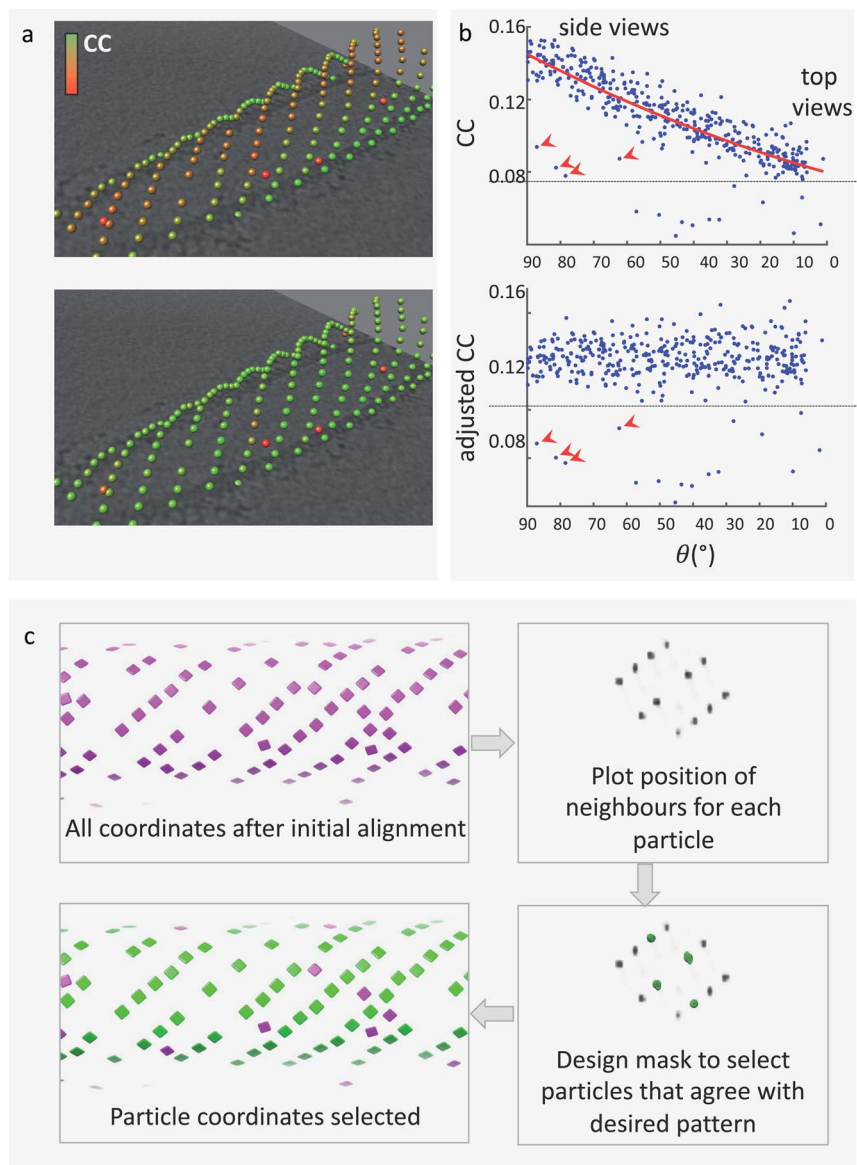 a
CC
b
side views
top
views
0.16
0.12
0.08
CC
90 80 70 60 50 40 30 20 10 0
0.16
0.12
0.08
adjusted CC
90 80 70 60 50 40 30 20 10 0
θ(°)
c
All coordinates after initial alignment
Plot position of
neighbours for each
particle
Particle coordinates selected
Design mask to select
particles that agree with
desired pattern